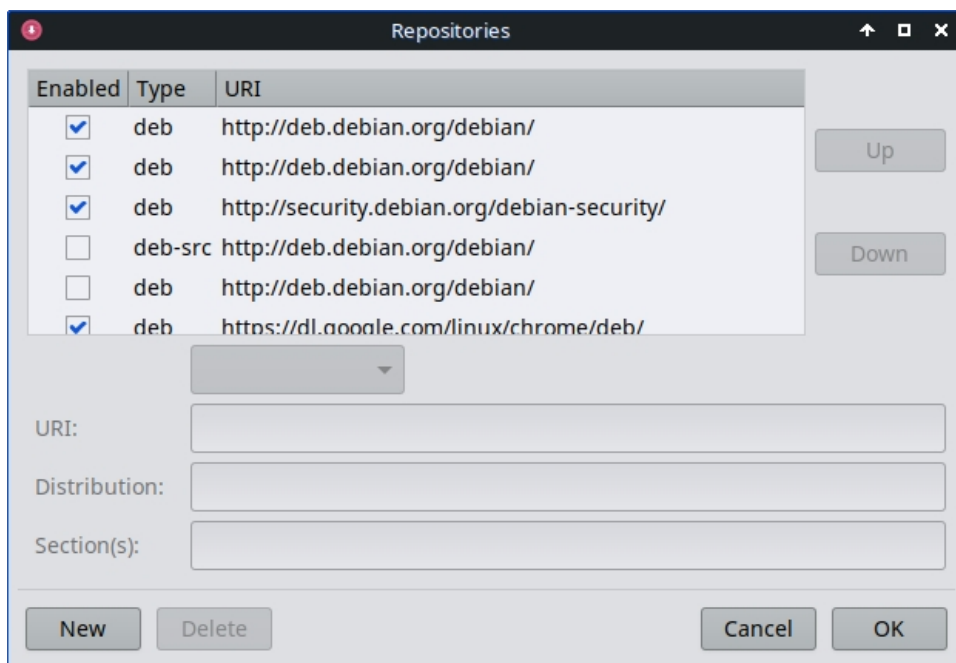 Repositories
Enabled Type URI
deb http://deb.debian.org/debian/
deb http://deb.debian.org/debian/
deb http://security.debian.org/debian-security/
deb-src http://deb.debian.org/debian/
deb http://deb.debian.org/debian/
deb https://dl.google.com/linux/chrome/deb/
Up
Down
URI:
Distribution:
Section(s):
New Delete Cancel OK